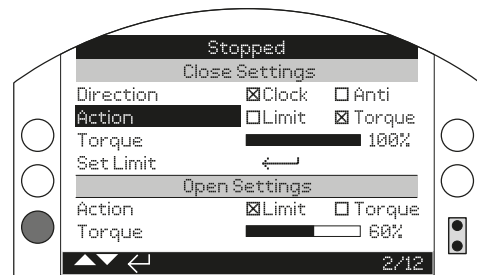 Stopped
Close Settings
Direction ☒Clock ☐Anti
Action ☐Limit ☒Torque
Torque 100%
Set Limit
Open Settings
Action ☒Limit ☐Torque
Torque 60%
2/12